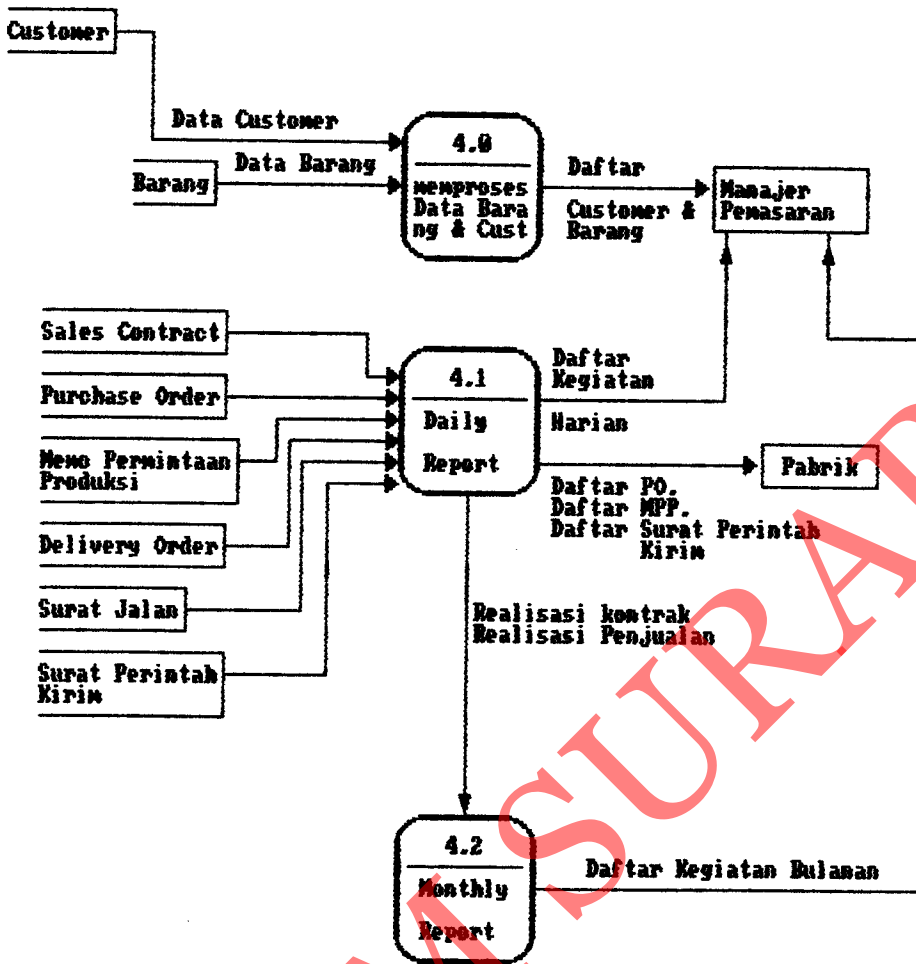 Customer
Data Customer
Data Barang
Barang
4.0
memproses
Data Bara
ng & Cust
Daftar
Customer &
Barang
Manajer
Pemasaran
Sales Contract
Purchase Order
Memo Permintaan
Produksi
Delivery Order
Surat Jalan
Surat Perintah
Kirim
4.1
Daily
Report
Daftar
Kegiatan
Harian
Pabrik
Daftar PO.
Daftar MPP.
Daftar Surat Perintah
Kirim
Realisasi kontrak
Realisasi Penjualan
4.2
Monthly
Report
Daftar Kegiatan Bulanan